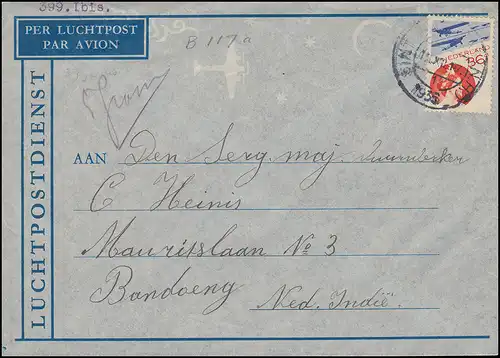 399.Ibis.
PER LUCHTPOST
PAR AVION
B 117a
NEDERLAND
36
1933
LUCHTPOSTDIENST
AAN Den Serg. maj.
C Heinis
Mauritslaan No 3
Bandoeng Ned. Indië.